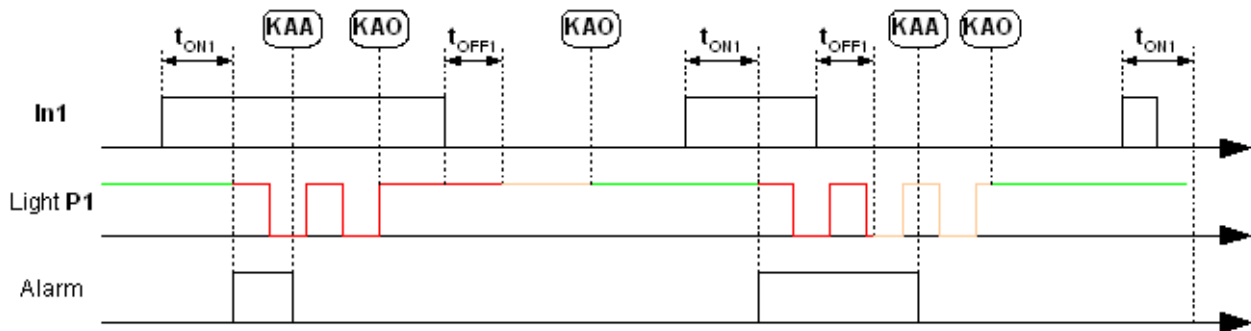 KAA KAO KAO KAA KAO
tON1 tOFF1 tON1 tOFF1 tON1
In1
Light P1
Alarm